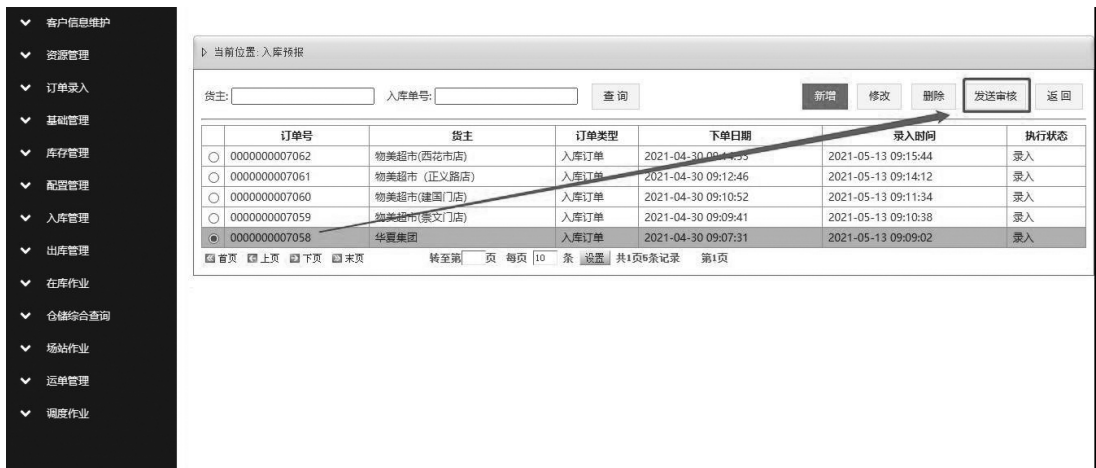 客户信息维护
资源管理
订单录入
基础管理
库存管理
配置管理
入库管理
出库管理
在库作业
仓储综合查询
场站作业
运单管理
调度作业
当前位置:入库预报
货主: 入库单号: 查询 新增 修改 删除 发送审核 返回
订单号 货主 订单类型 下单日期 录入时间 执行状态
0000000007062 物美超市(西花市店) 入库订单 2021-04-30 09:14:33 2021-05-13 09:15:44 录入
0000000007061 物美超市（正义路店） 入库订单 2021-04-30 09:12:46 2021-05-13 09:14:12 录入
0000000007060 物美超市(建国门店) 入库订单 2021-04-30 09:10:52 2021-05-13 09:11:34 录入
0000000007059 物美超市(崇文门店) 入库订单 2021-04-30 09:09:41 2021-05-13 09:10:38 录入
0000000007058 华夏集团 入库订单 2021-04-30 09:07:31 2021-05-13 09:09:02 录入
首页 上页 下页 末页 转至第 页 每页 10 条 设置 共1页5条记录 第1页